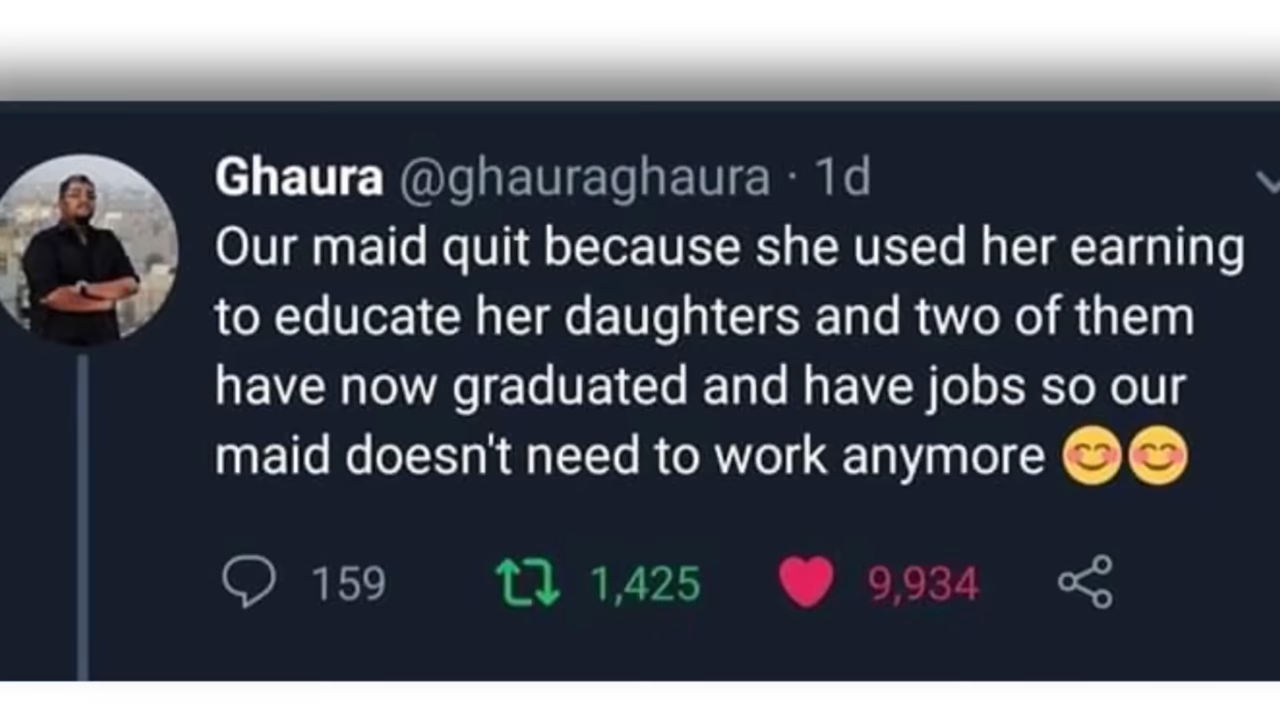 Ghaura @ghauraghaura · 1d
Our maid quit because she used her earning
to educate her daughters and two of them
have now graduated and have jobs so our
maid doesn't need to work anymore 😊😊
159 1,425 9,934